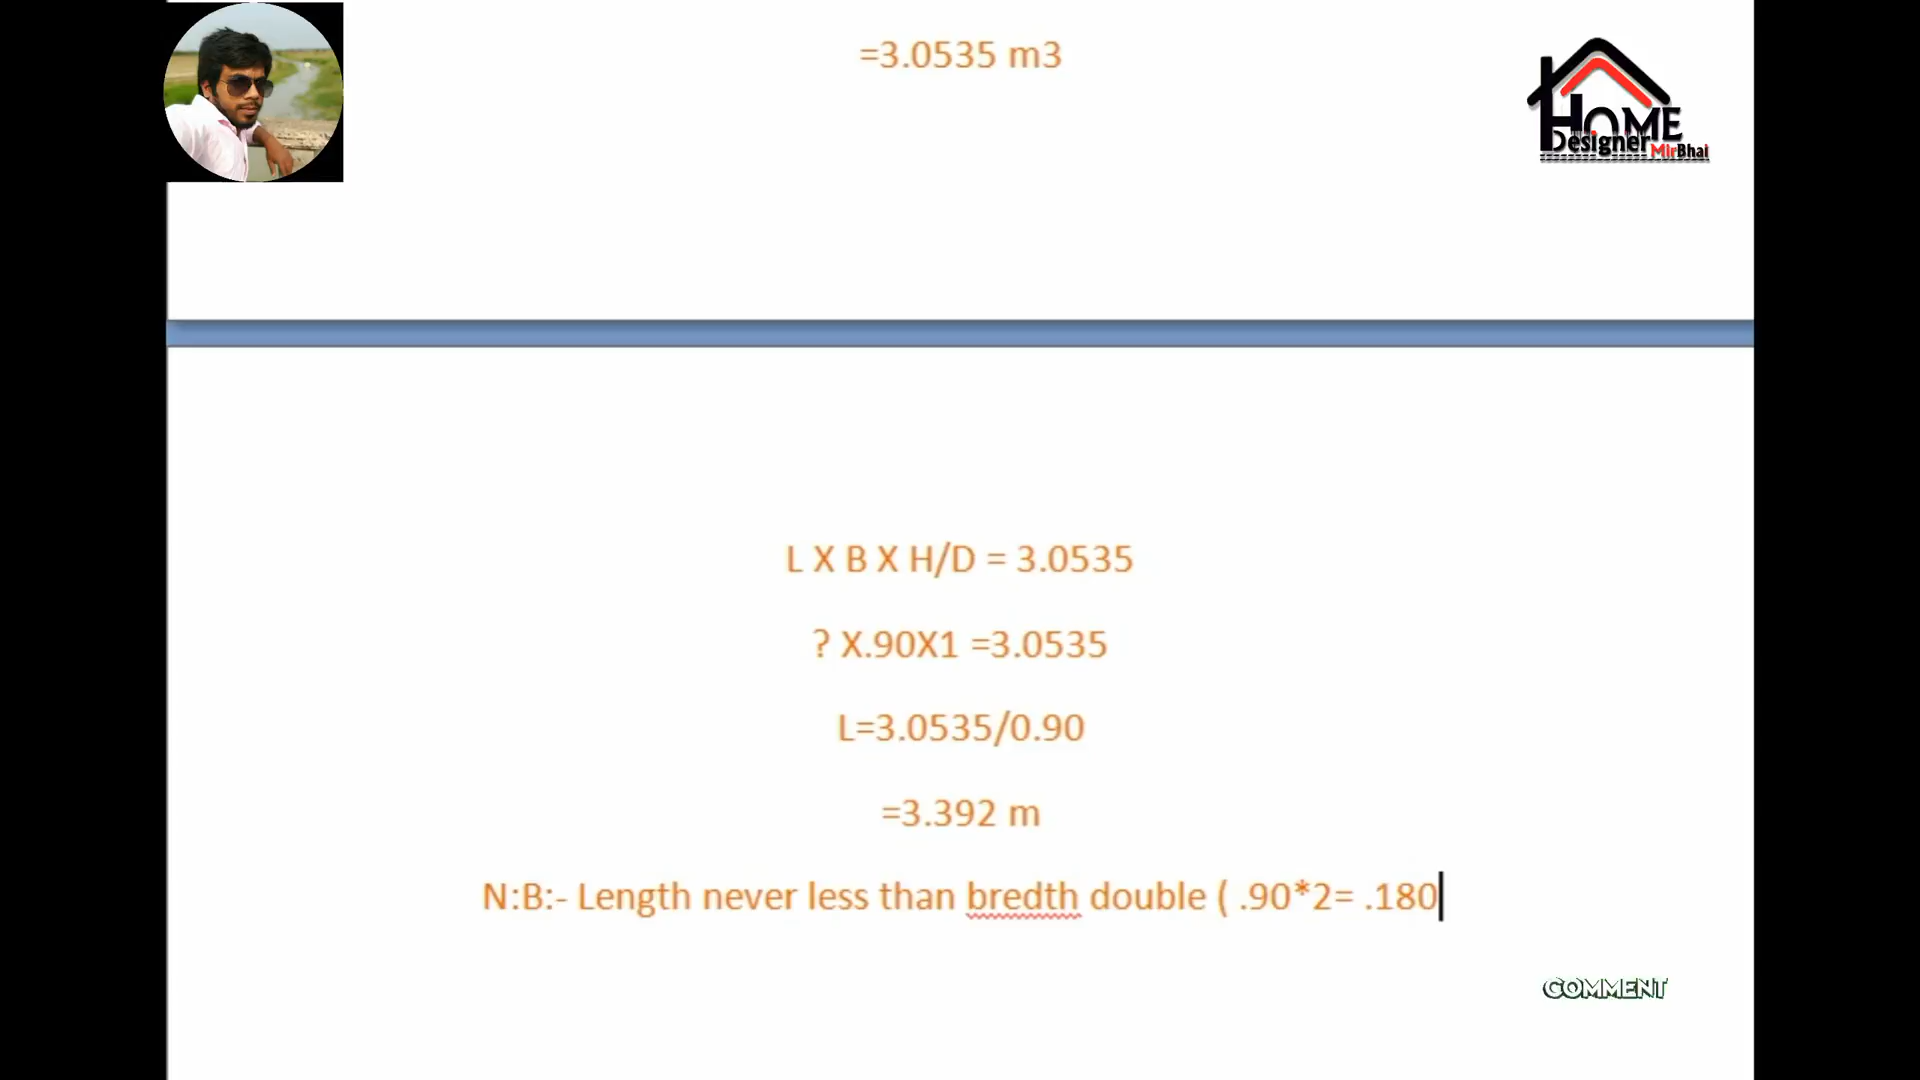 =3.0535 m3
HOME
Designer MirBhai
L X B X H/D = 3.0535
? X.90X1 =3.0535
L=3.0535/0.90
=3.392 m
N:B:- Length never less than bredth double ( .90*2= .180
COMMENT